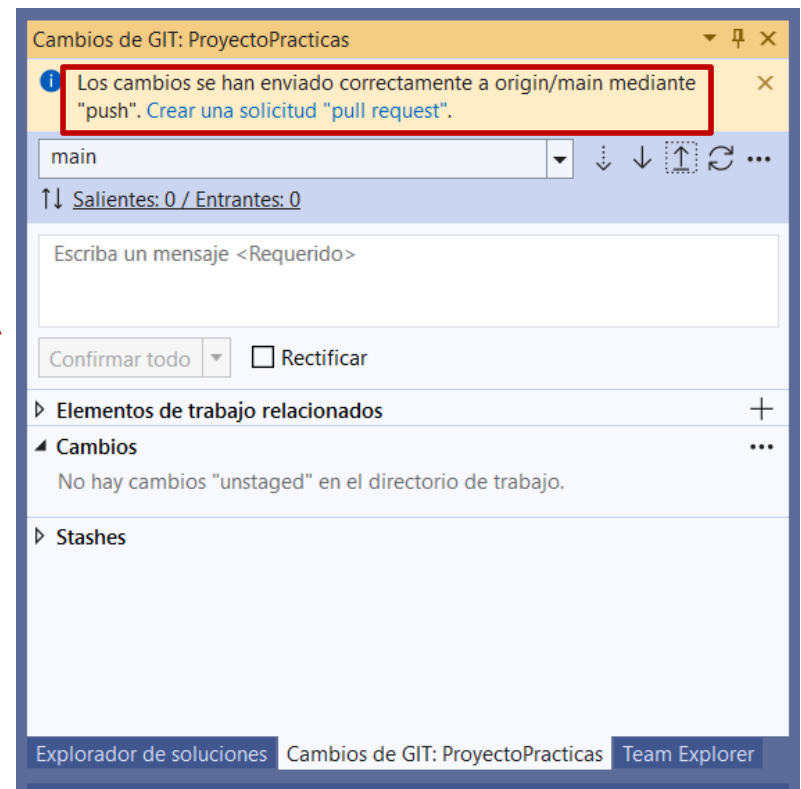 Cambios de GIT: ProyectoPracticas
Los cambios se han enviado correctamente a origin/main mediante
"push". Crear una solicitud "pull request".
main
Salientes: 0 / Entrantes: 0
Escriba un mensaje <Requerido>
Confirmar todo Rectificar
Elementos de trabajo relacionados
Cambios
No hay cambios "unstaged" en el directorio de trabajo.
Stashes
Explorador de soluciones Cambios de GIT: ProyectoPracticas Team Explorer